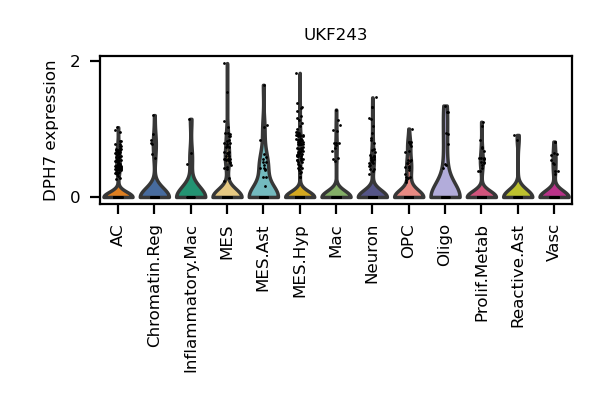 UKF243
DPH7 expression
2
0
AC
Chromatin.Reg
Inflammatory.Mac
MES
MES.Ast
MES.Hyp
Mac
Neuron
OPC
Oligo
Prolif.Metab
Reactive.Ast
Vasc